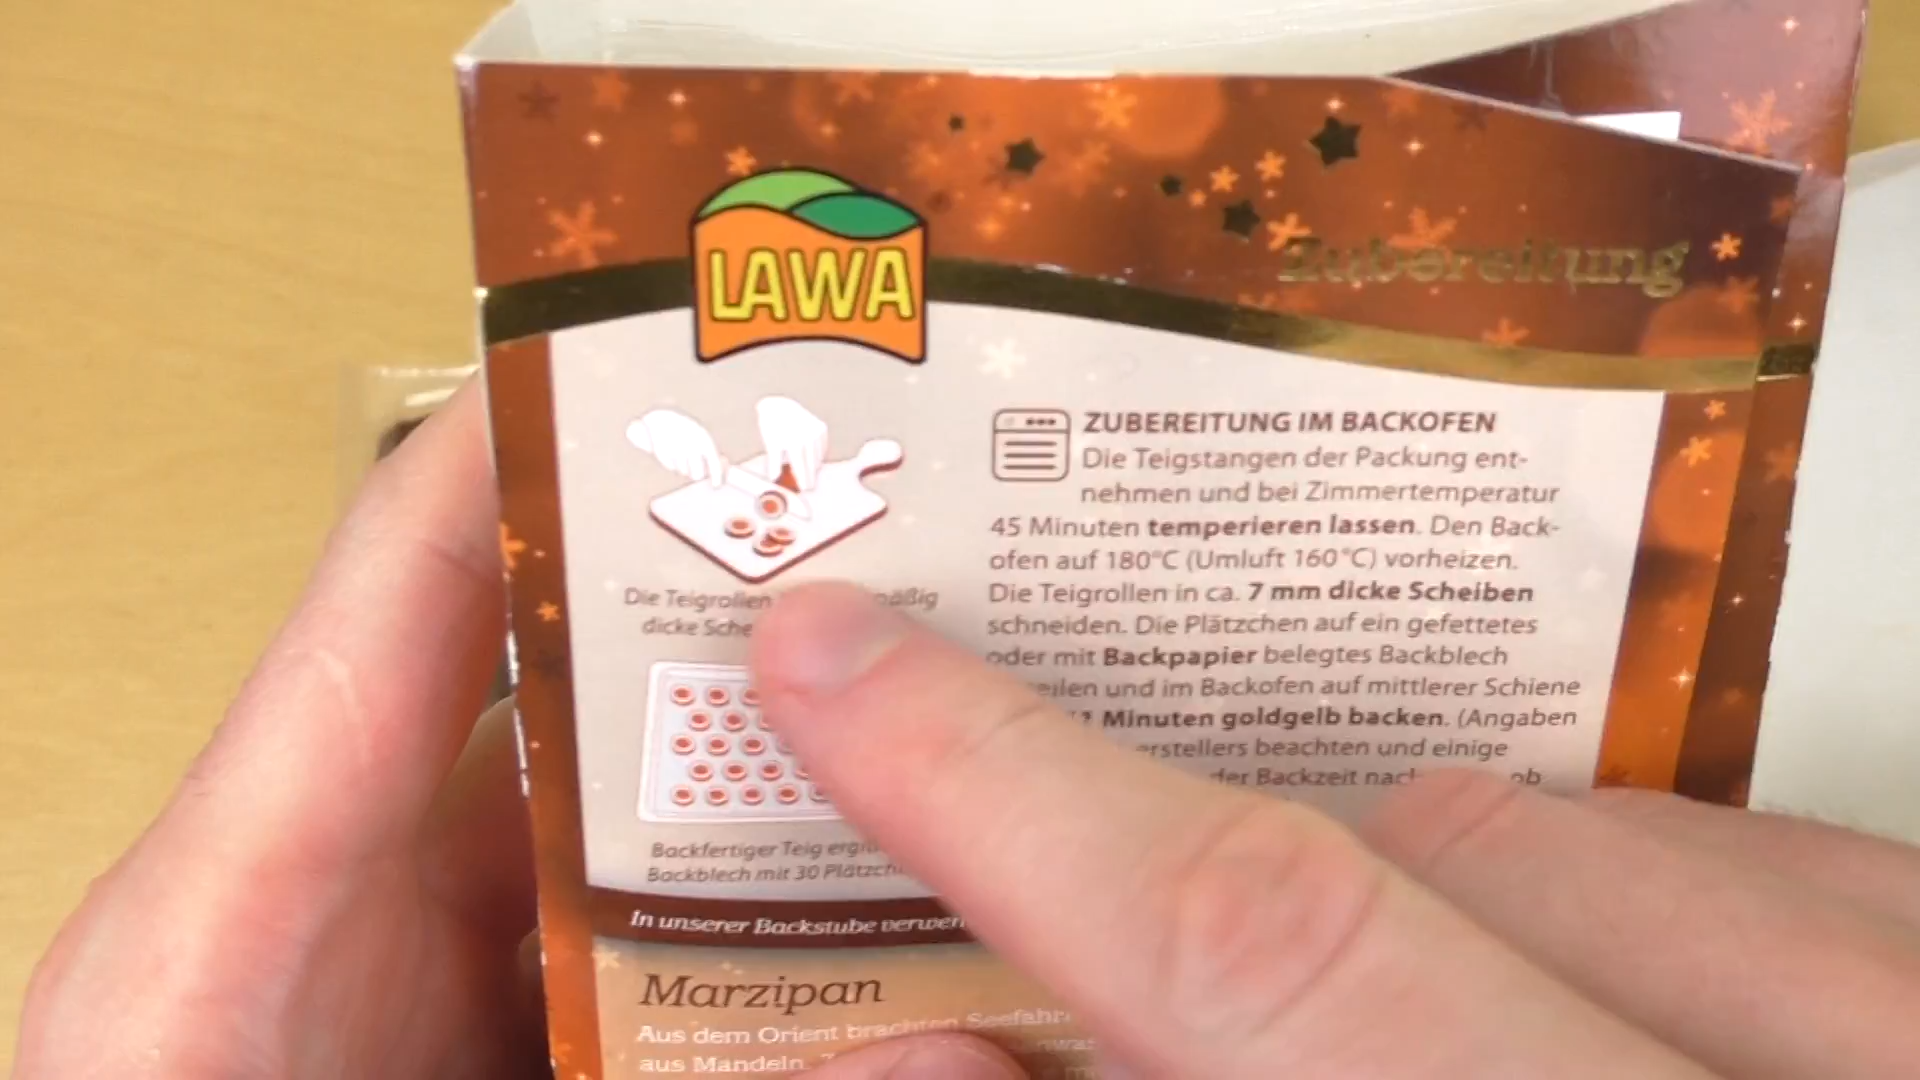 LAWA
Zubereitung
ZUBEREITUNG IM BACKOFEN
Die Teigstangen der Packung ent-
nehmen und bei Zimmertemperatur
45 Minuten temperieren lassen. Den Back-
ofen auf 180°C (Umluft 160°C) vorheizen.
Die Teigrollen in ca. 7 mm dicke Scheiben
schneiden. Die Plätzchen auf ein gefettetes
oder mit Backpapier belegtes Backblech
und im Backofen auf mittlerer Schiene
Minuten goldgelb backen. (Angaben
beachten und einige
der Backzeit
Die Teigrollen
dicke
Backfertiger Teig
Backblech mit 30
In unserer Backstube
Marzipan
Aus dem Orient brachten
aus Mandeln.